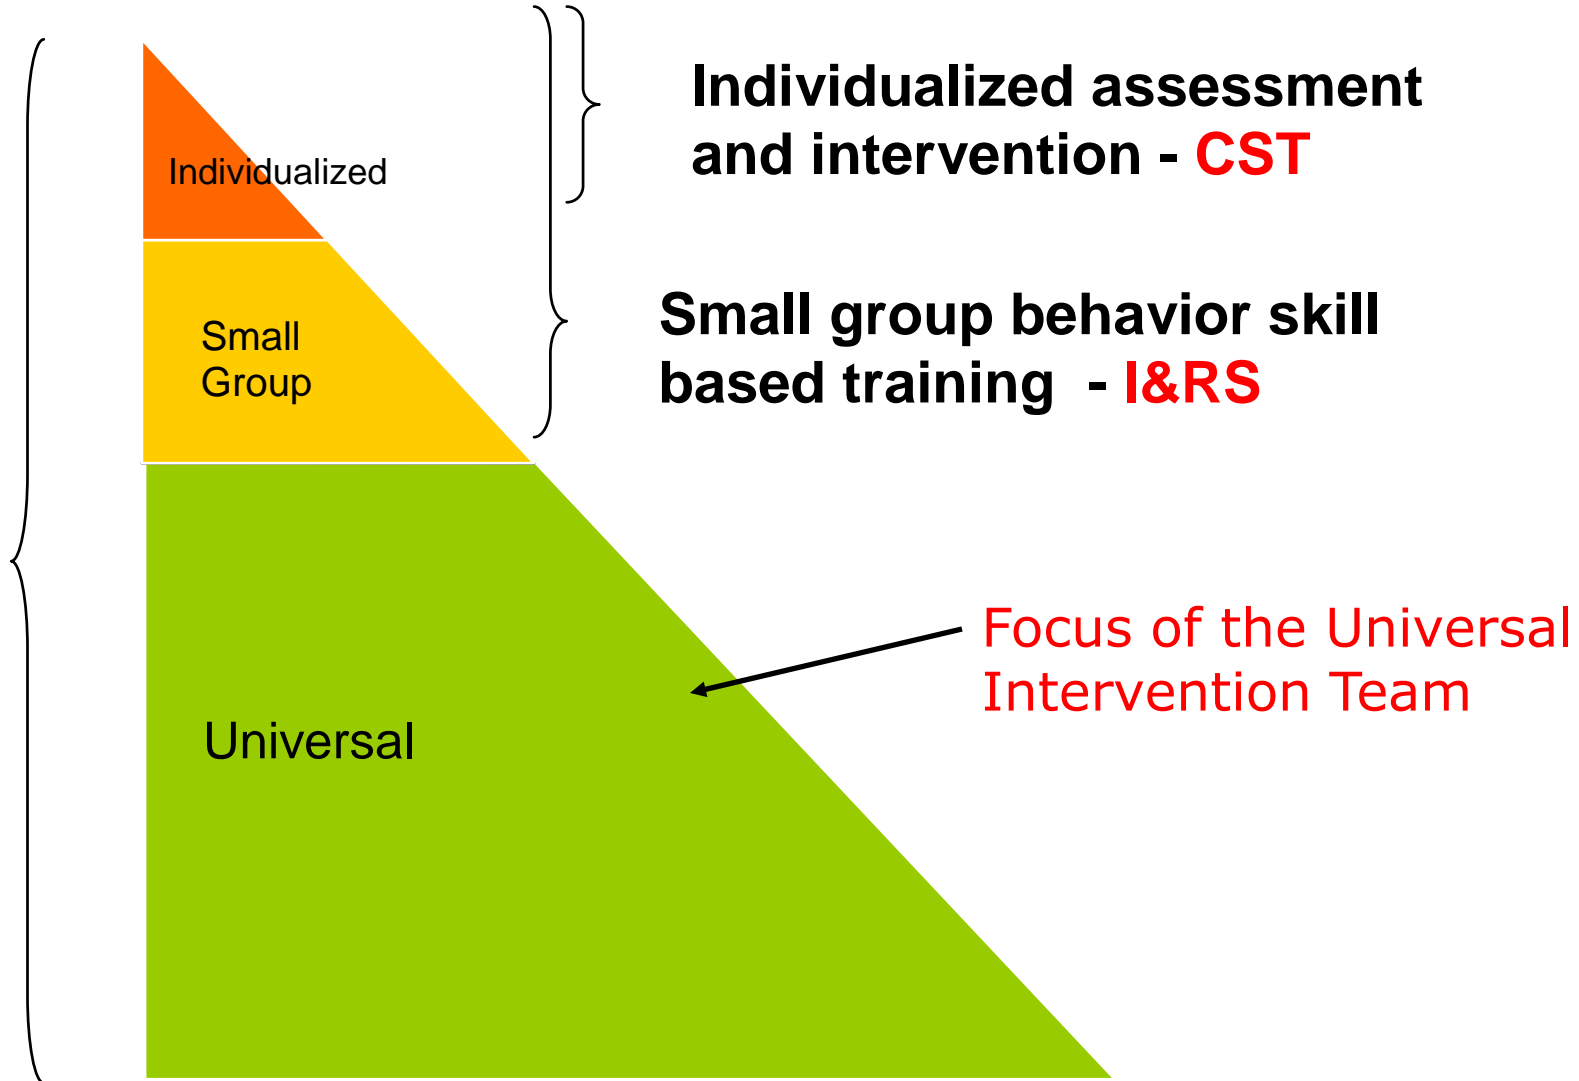 Individualized assessment
and intervention - CST
Individualized
Small group behavior skill
based training  - I&RS
Small
Group
Focus of the Universal
Intervention Team
Universal